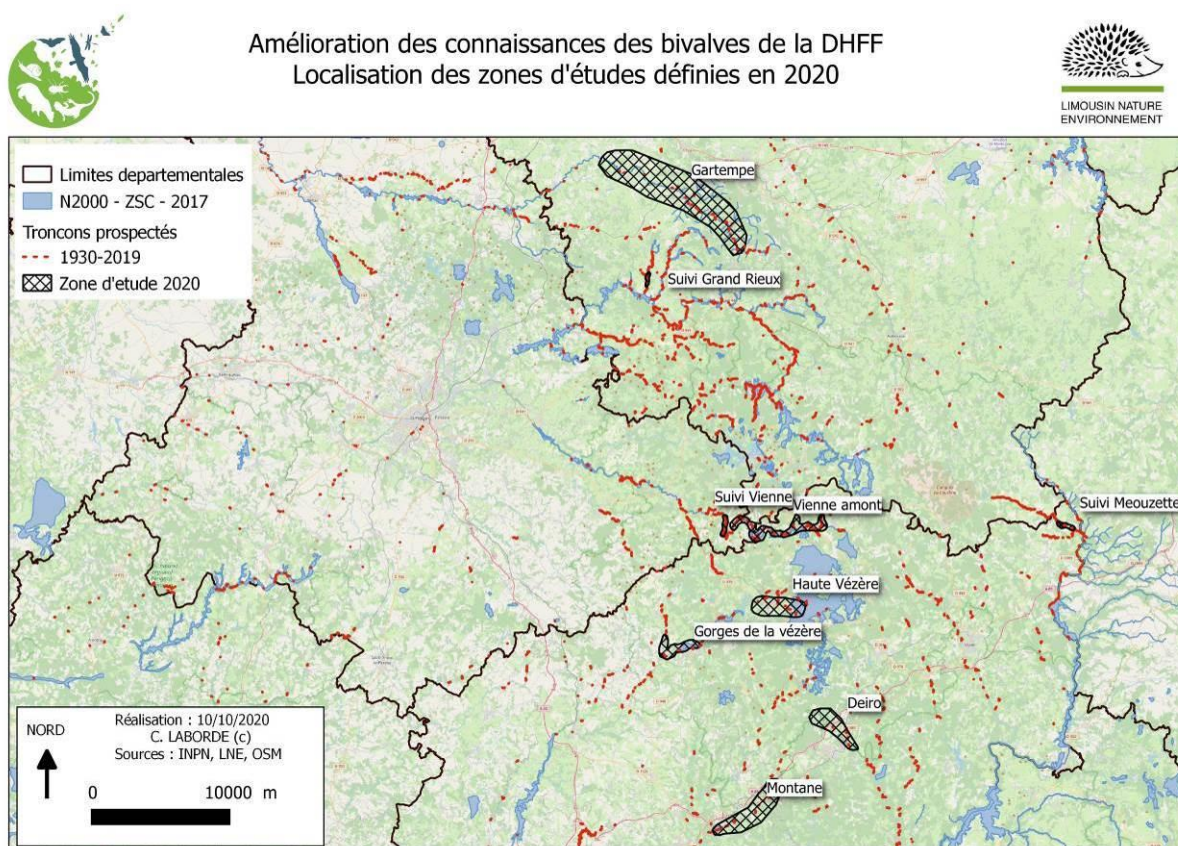 Amélioration des connaissances des bivalves de la DHFF
Localisation des zones d'études définies en 2020
LIMOUSIN NATURE
ENVIRONNEMENT
Limites departementales
N2000 - ZSC - 2017
Troncons prospectés
1930-2019
Zone d'etude 2020
Gartempe
Suivi Grand Rieux
Suivi Vienne
Vienne amont
Suivi Meouzette
Haute Vézère
Gorges de la vézère
Deiro
Montane
NORD
Réalisation : 10/10/2020
C. LABORDE (c)
Sources : INPN, LNE, OSM
0 10000 m